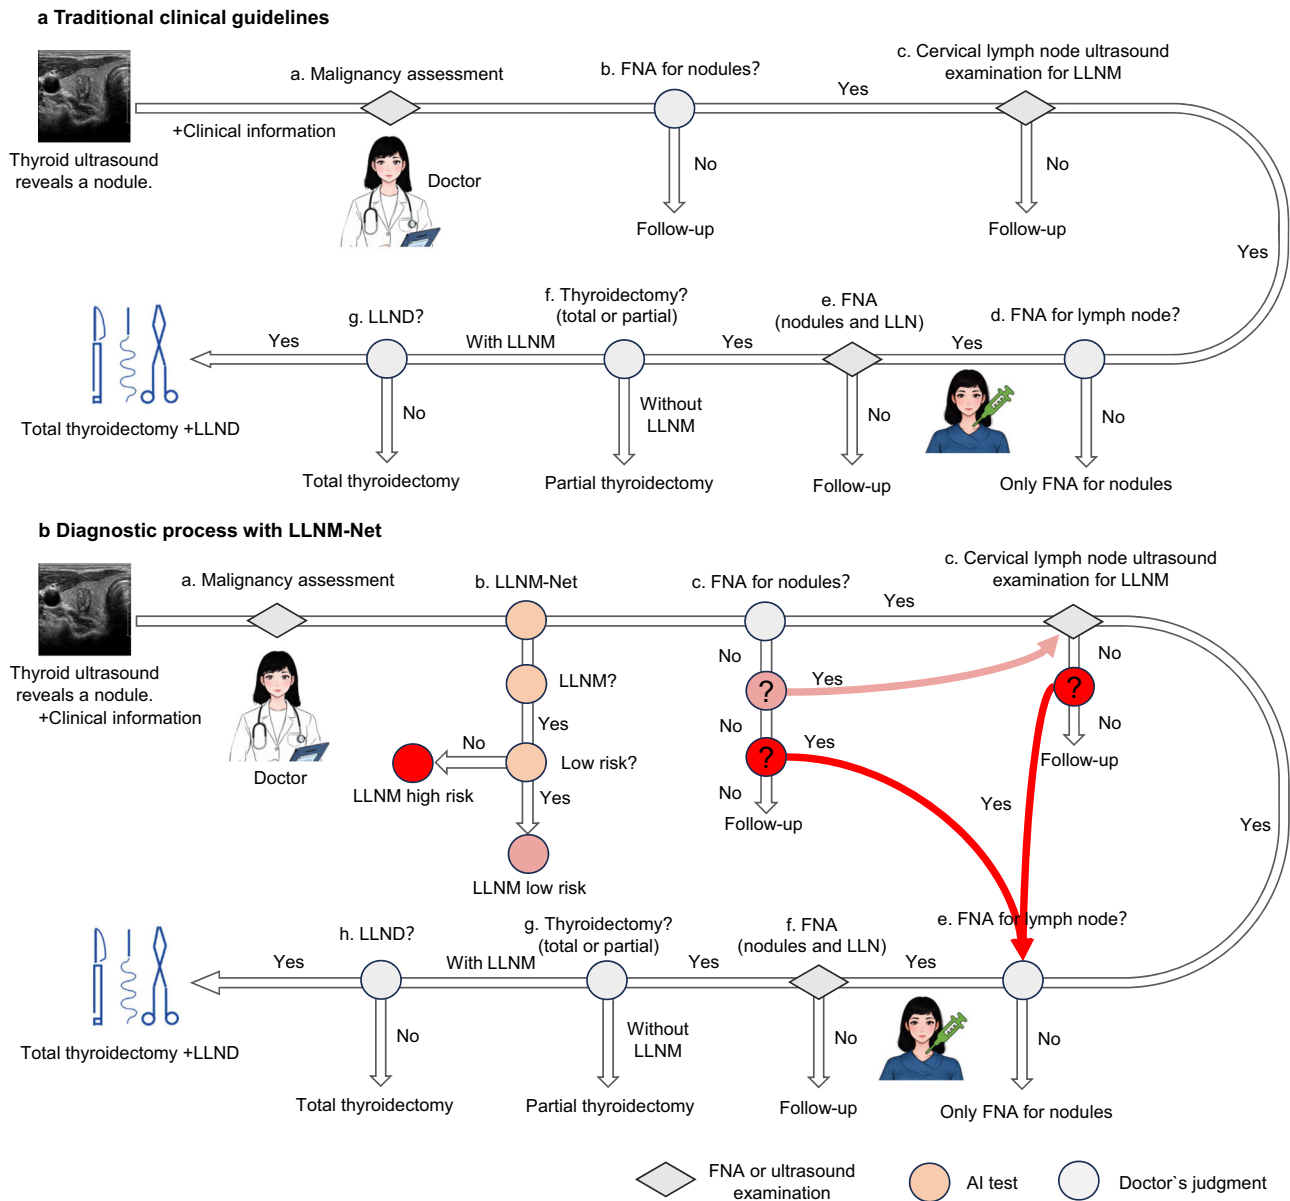 a Traditional clinical guidelines
Thyroid ultrasound
reveals a nodule.
+Clinical information
a. Malignancy assessment
Doctor
b. FNA for nodules?
No
Follow-up
Yes
c. Cervical lymph node ultrasound
examination for LLNM
No
Follow-up
Yes
d. FNA for lymph node?
No
Only FNA for nodules
Yes
e. FNA
(nodules and LLN)
No
Follow-up
Yes
f. Thyroidectomy?
(total or partial)
Without
LLNM
Partial thyroidectomy
With LLNM
g. LLND?
No
Total thyroidectomy
Yes
Total thyroidectomy +LLND
b Diagnostic process with LLNM-Net
Thyroid ultrasound
reveals a nodule.
+Clinical information
a. Malignancy assessment
Doctor
b. LLNM-Net
LLNM?
Yes
Low risk?
No
LLNM high risk
Yes
LLNM low risk
c. FNA for nodules?
No
?
Yes
No
?
Yes
No
Follow-up
Yes
c. Cervical lymph node ultrasound
examination for LLNM
No
?
No
Follow-up
Yes
Yes
e. FNA for lymph node?
No
Only FNA for nodules
Yes
f. FNA
(nodules and LLN)
No
Follow-up
Yes
g. Thyroidectomy?
(total or partial)
Without
LLNM
Partial thyroidectomy
With LLNM
h. LLND?
No
Total thyroidectomy
Yes
Total thyroidectomy +LLND
FNA or ultrasound
examination
AI test
Doctor`s judgment